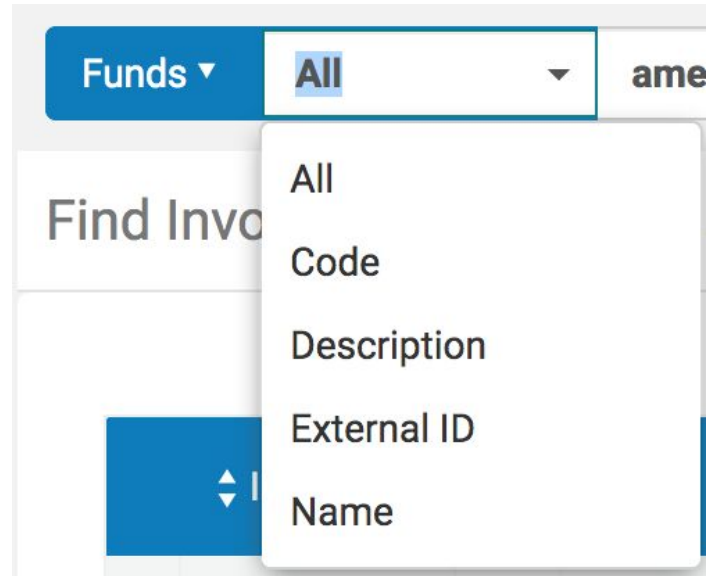 Funds All ame
All
Find Invo
Code
Description
External ID
Name